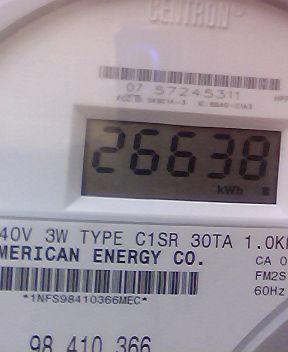 CENTRON
07 57245311
26638
kWh
40V 3W TYPE C1SR 30TA 1.0K
MERICAN ENERGY CO.
CA 0
FM2S
60Hz
*1NFS98410366MEC*
98 410 366